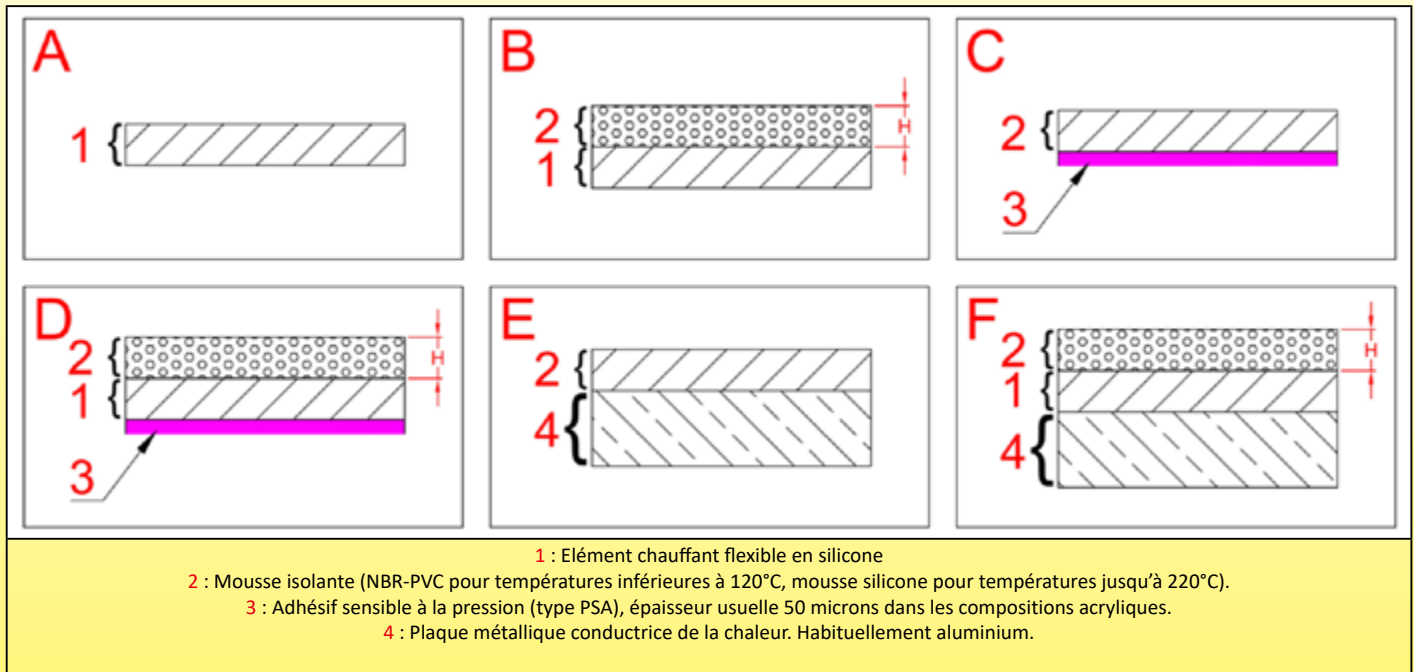 A
1
B
2
H
1
C
2
3
D
2
H
1
3
E
2
4
F
2
H
1
4
1 : Elément chauffant flexible en silicone
2 : Mousse isolante (NBR-PVC pour températures inférieures à 120°C, mousse silicone pour températures jusqu'à 220°C).
3 : Adhésif sensible à la pression (type PSA), épaisseur usuelle 50 microns dans les compositions acryliques.
4 : Plaque métallique conductrice de la chaleur. Habituellement aluminium.